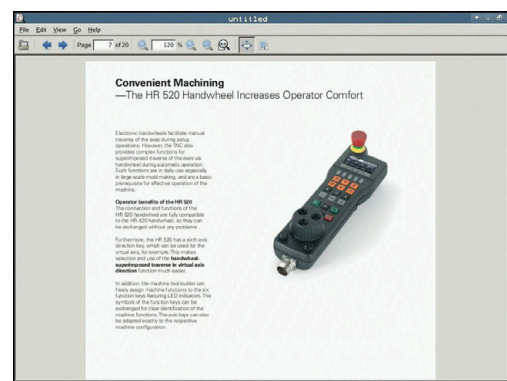 untitled
File Edit View Go Help
Page 7 of 20 120 %
Convenient Machining
—The HR 520 Handwheel Increases Operator Comfort
Electronic handwheels facilitate manual
traverse of the axes during setup
operations. However, the TNC also
provides complex functions for
superimposed traverse of the axes via
handwheel during automatic operation.
Such functions are in daily use especially
in large-scale mold making, and are a basic
prerequisite for effective operation of the
machine.
Operator benefits of the HR 520
The connection and functions of the
HR 520 handwheel are fully compatible
to the HR 420 handwheel, so they can
be exchanged without any problems.
Furthermore, the HR 520 has a sixth axis
direction key, which can be used for the
virtual axis, for example. This makes
selection and use of the handwheel-
superimposed traverse in virtual axis
direction function much easier.
In addition, the machine tool builder can
freely assign machine functions to the six
function keys featuring LED indicators. The
symbols of the function keys can be
exchanged for clear identification of the
machine functions. The axis keys can also
be adapted exactly to the respective
machine configuration.